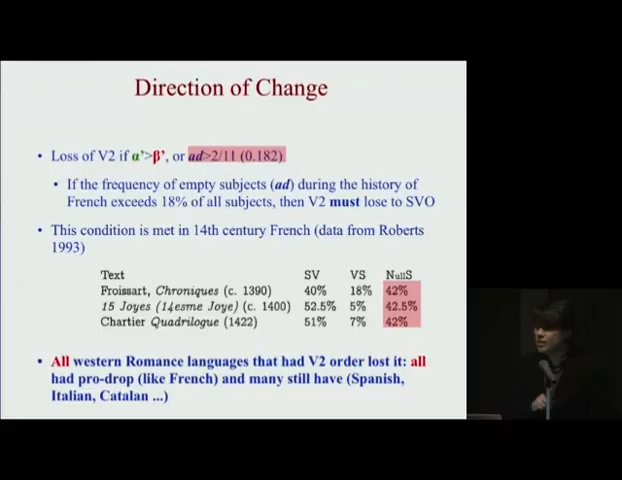 Direction of Change
• Loss of V2 if α'>β', or ad>2/11 (0.182)
• If the frequency of empty subjects (ad) during the history of
French exceeds 18% of all subjects, then V2 must lose to SVO
• This condition is met in 14th century French (data from Roberts
1993)
Text SV VS NullS
Froissart, Chroniques (c. 1390) 40% 18% 42%
15 Joyes (14esme Joye) (c. 1400) 52.5% 5% 42.5%
Chartier Quadrilogue (1422) 51% 7% 42%
• All western Romance languages that had V2 order lost it: all
had pro-drop (like French) and many still have (Spanish,
Italian, Catalan ...)